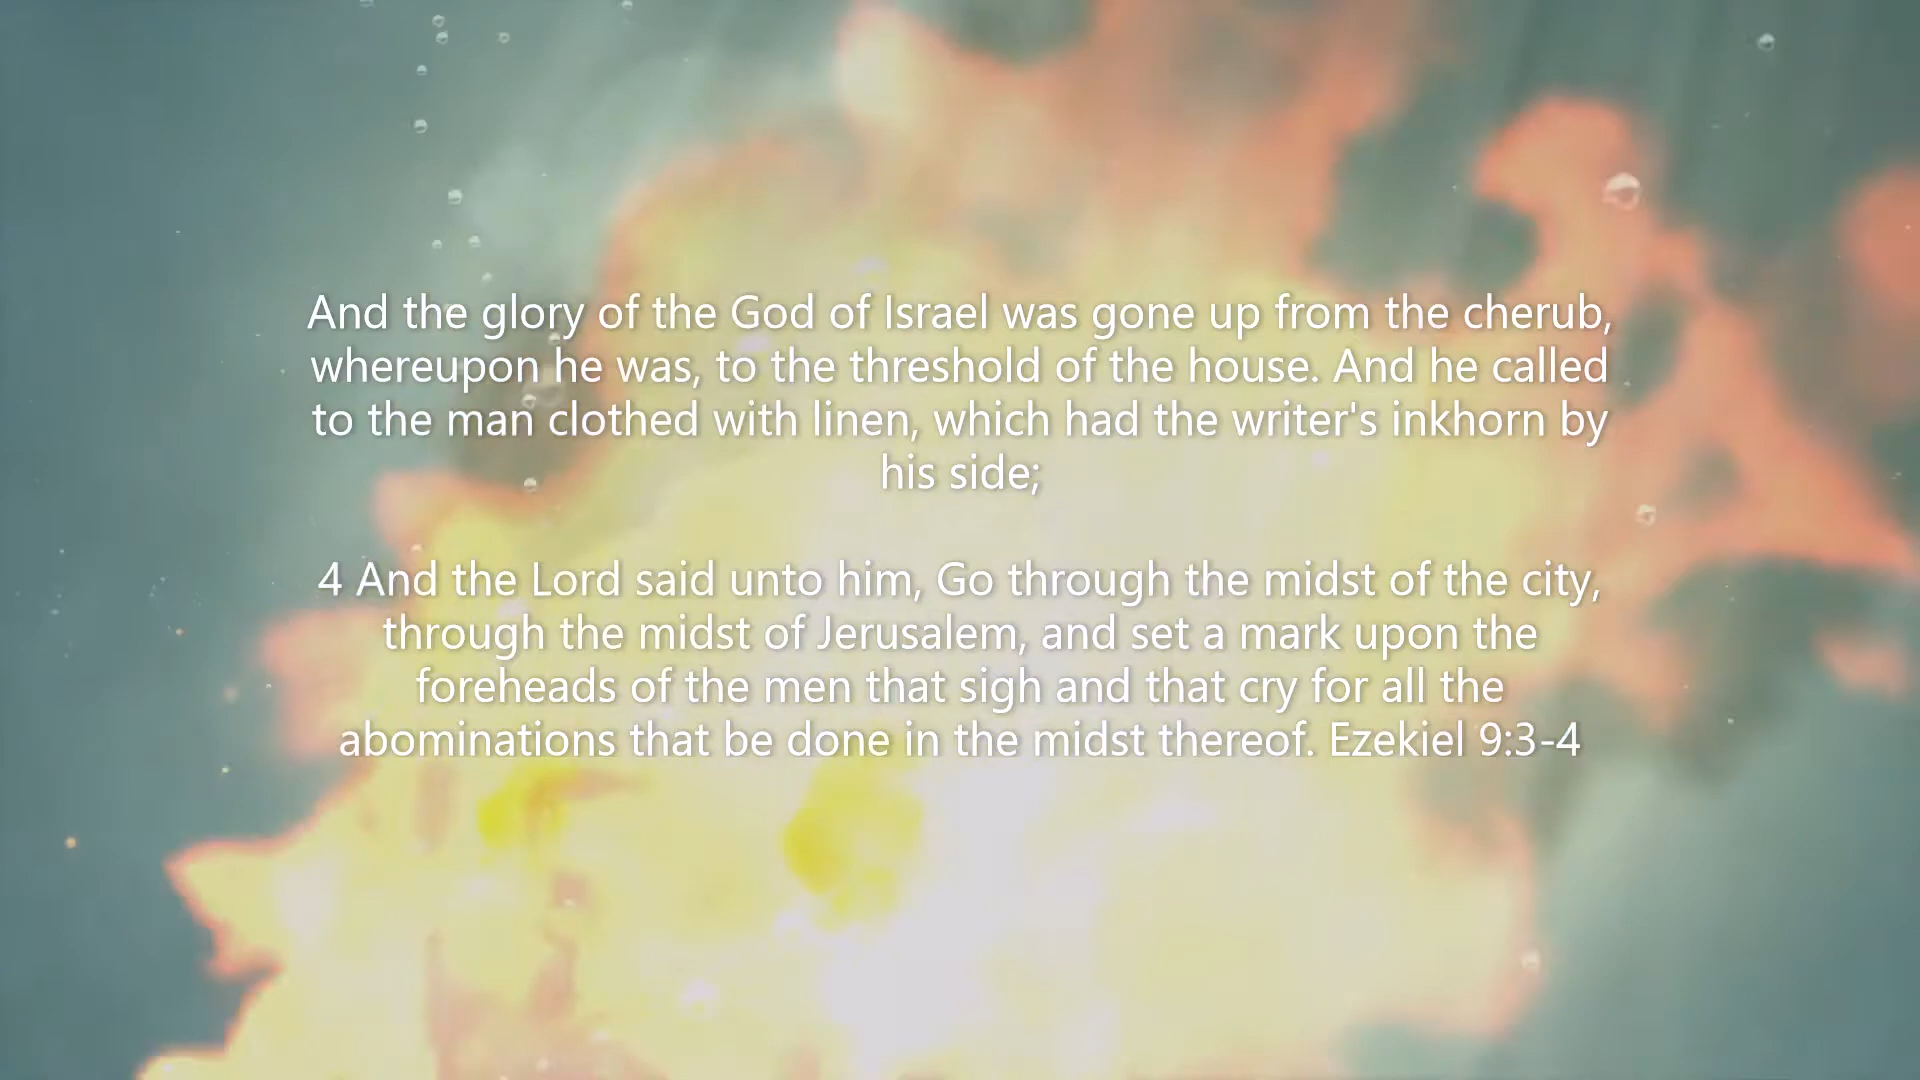 And the glory of the God of Israel was gone up from the cherub,
whereupon he was, to the threshold of the house. And he called
to the man clothed with linen, which had the writer's inkhorn by
his side;
4 And the Lord said unto him, Go through the midst of the city,
through the midst of Jerusalem, and set a mark upon the
foreheads of the men that sigh and that cry for all the
abominations that be done in the midst thereof. Ezekiel 9:3-4